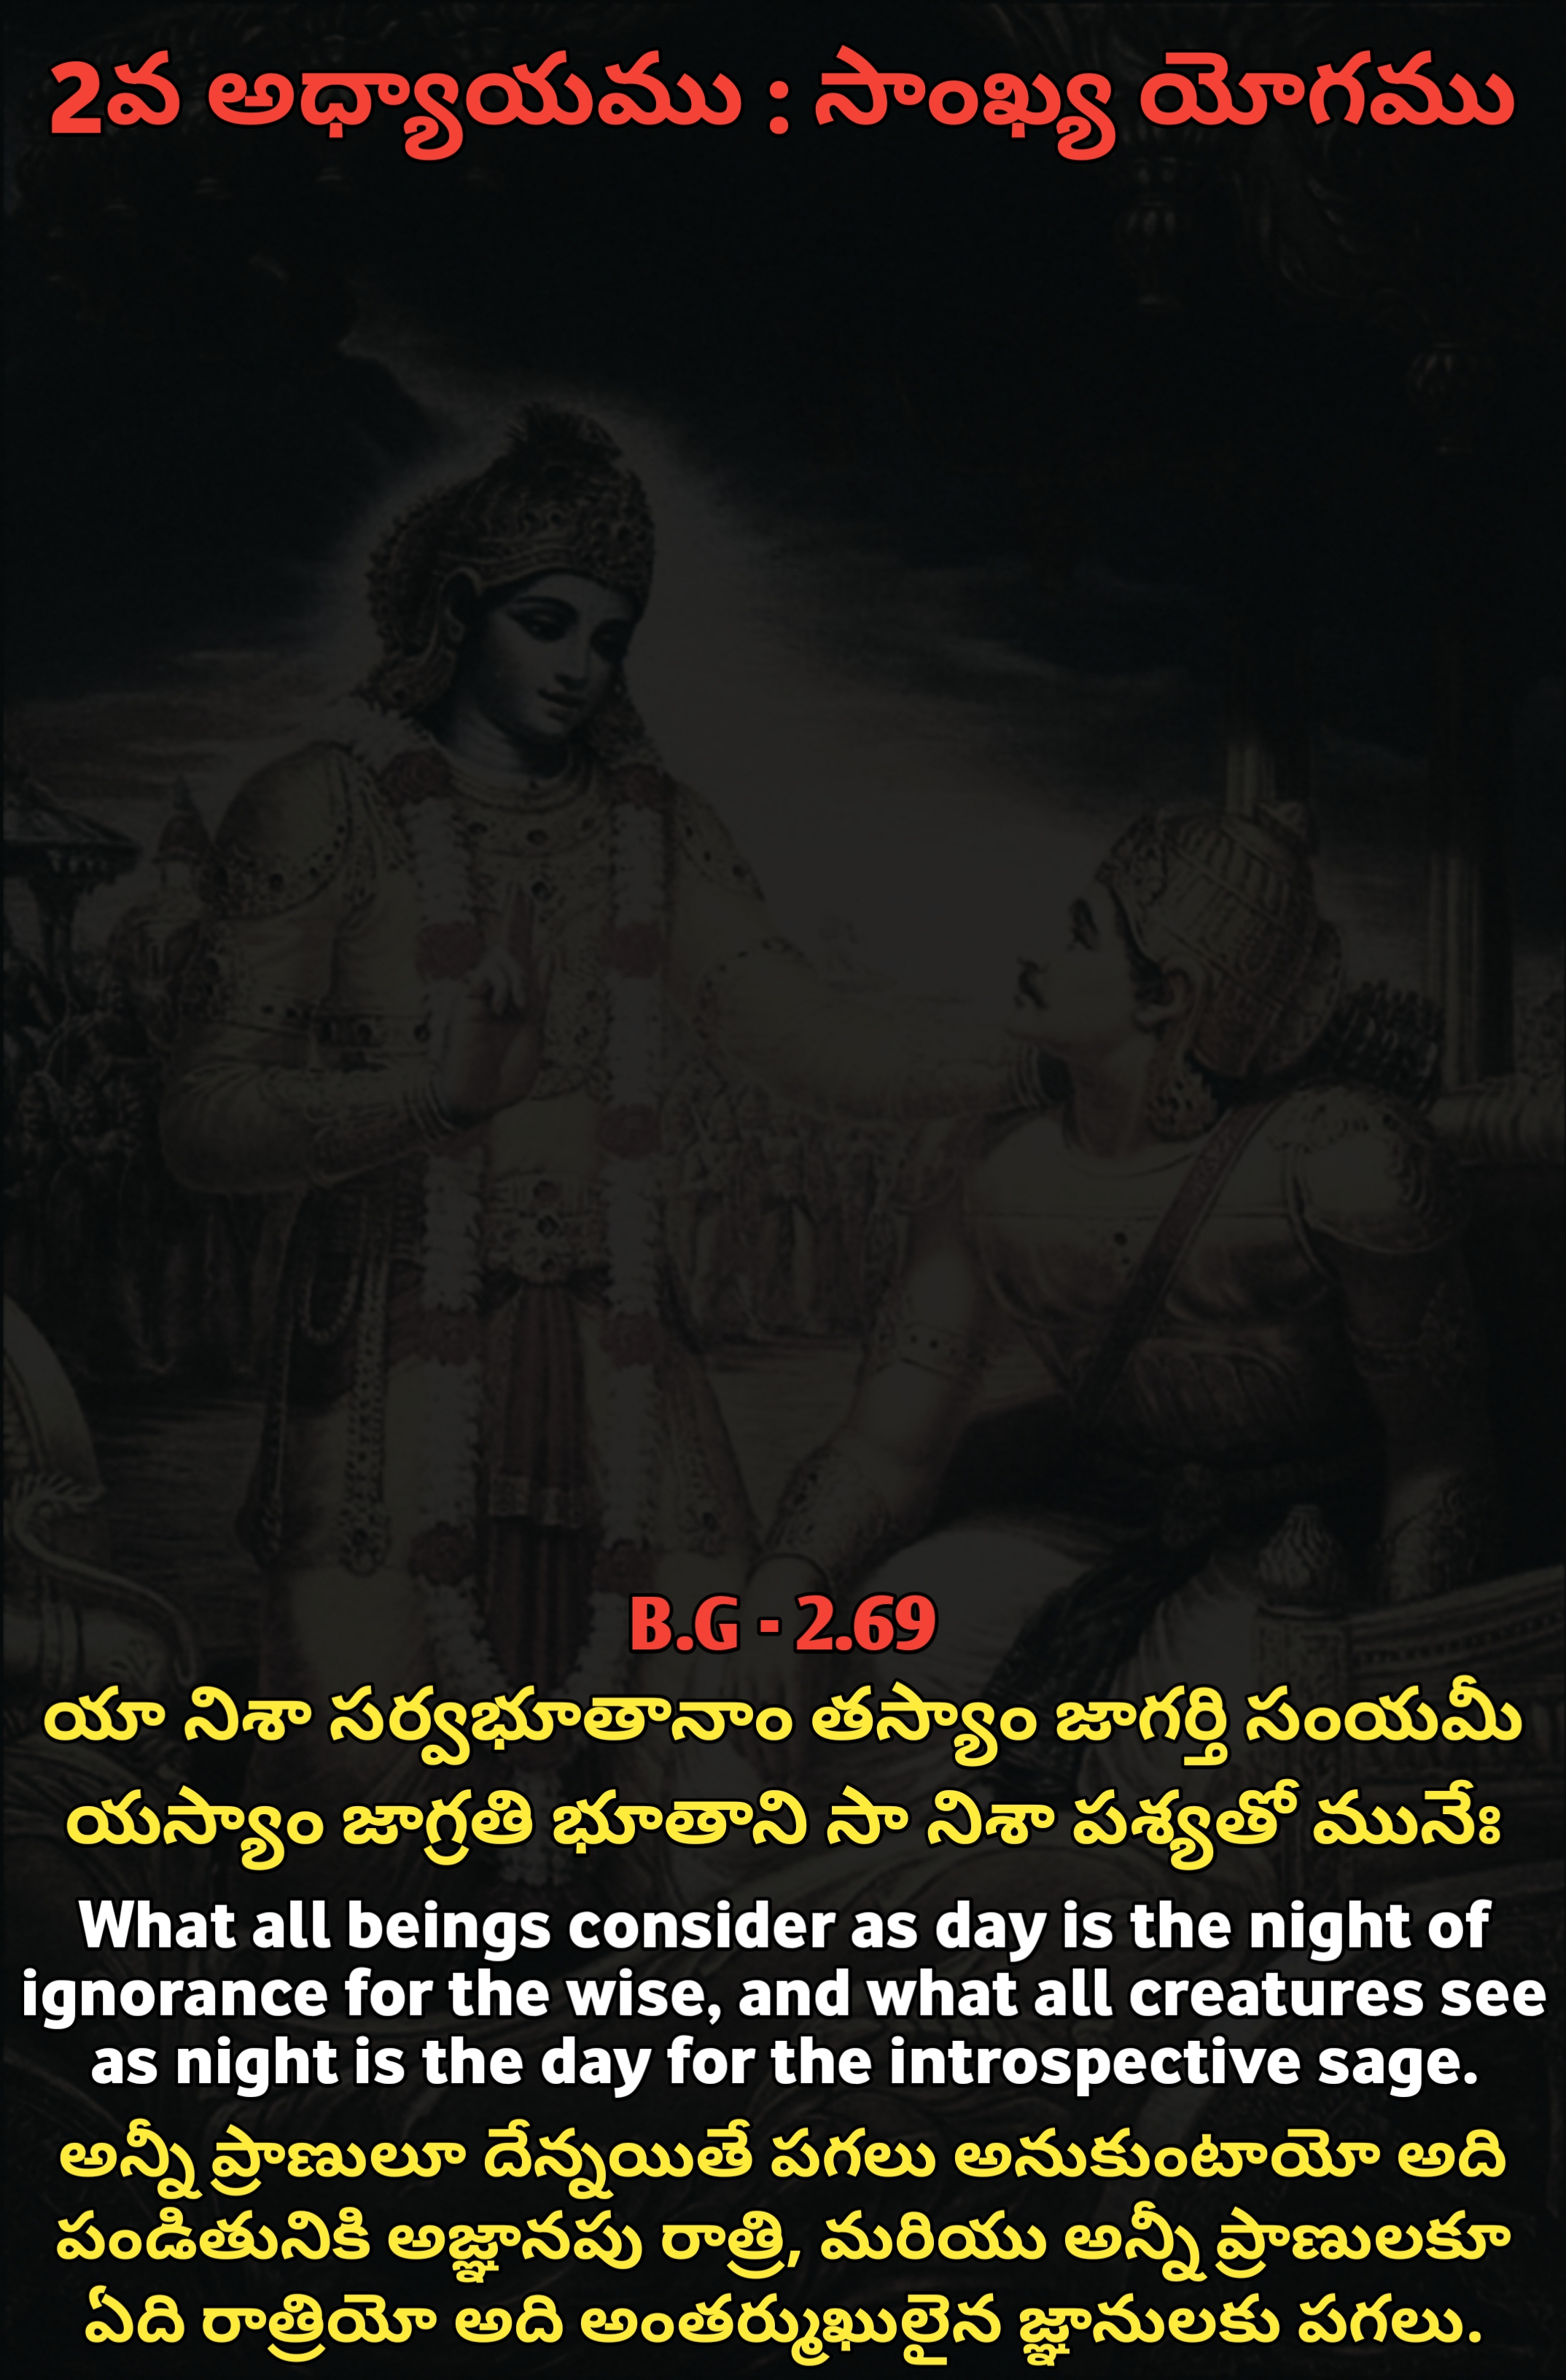 2వ అధ్యాయము : సాంఖ్య యోగము
B.G - 2.69
యా నిశా సర్వభూతానాం తస్యాం జాగర్తి సంయమీ
యస్యాం జాగ్రతి భూతాని సా నిశా పశ్యతో మునేః
What all beings consider as day is the night of
ignorance for the wise, and what all creatures see
as night is the day for the introspective sage.
అన్నీ ప్రాణులూ దేన్నయితే పగలు అనుకుంటాయో అది
పండితునికి అజ్ఞానపు రాత్రి, మరియు అన్నీ ప్రాణులకూ
ఏది రాత్రియో అది అంతర్ముఖులైన జ్ఞానులకు పగలు.